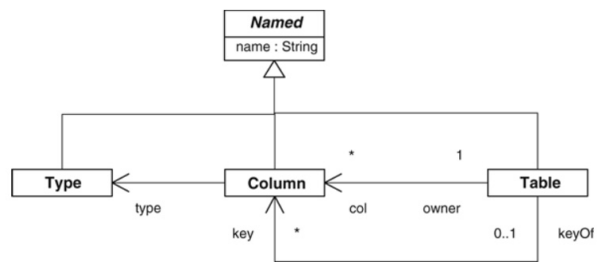 Named
name : String
* 1
Type Column Table
type col owner
key * 0..1 keyOf